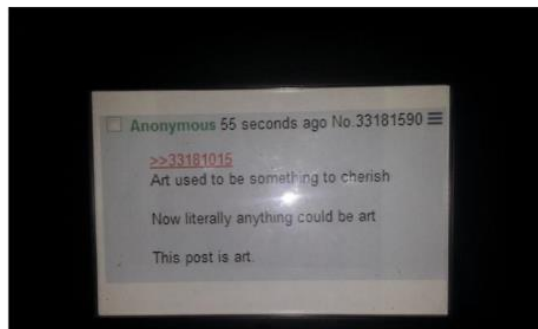 Anonymous 55 seconds ago No.33181590
>>33181015
Art used to be something to cherish
Now literally anything could be art
This post is art.